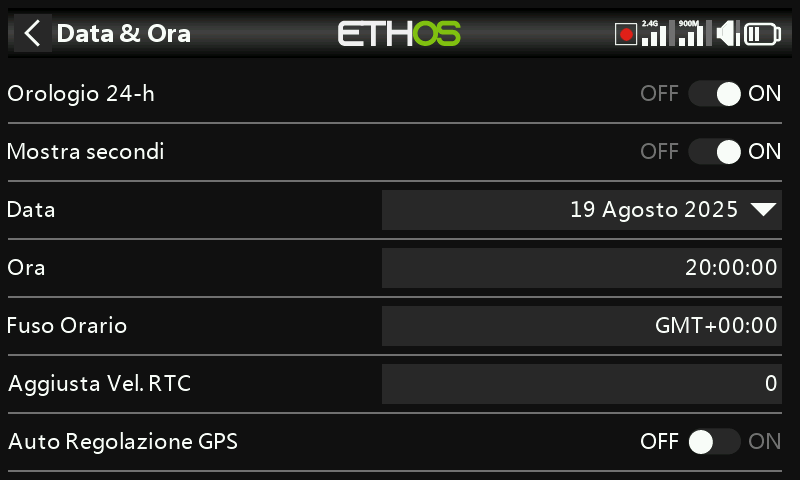 Data & Ora ETHOS 2.4G 900M
Orologio 24-h OFF ON
Mostra secondi OFF ON
Data 19 Agosto 2025
Ora 20:00:00
Fuso Orario GMT+00:00
Aggiusta Vel. RTC 0
Auto Regolazione GPS OFF ON